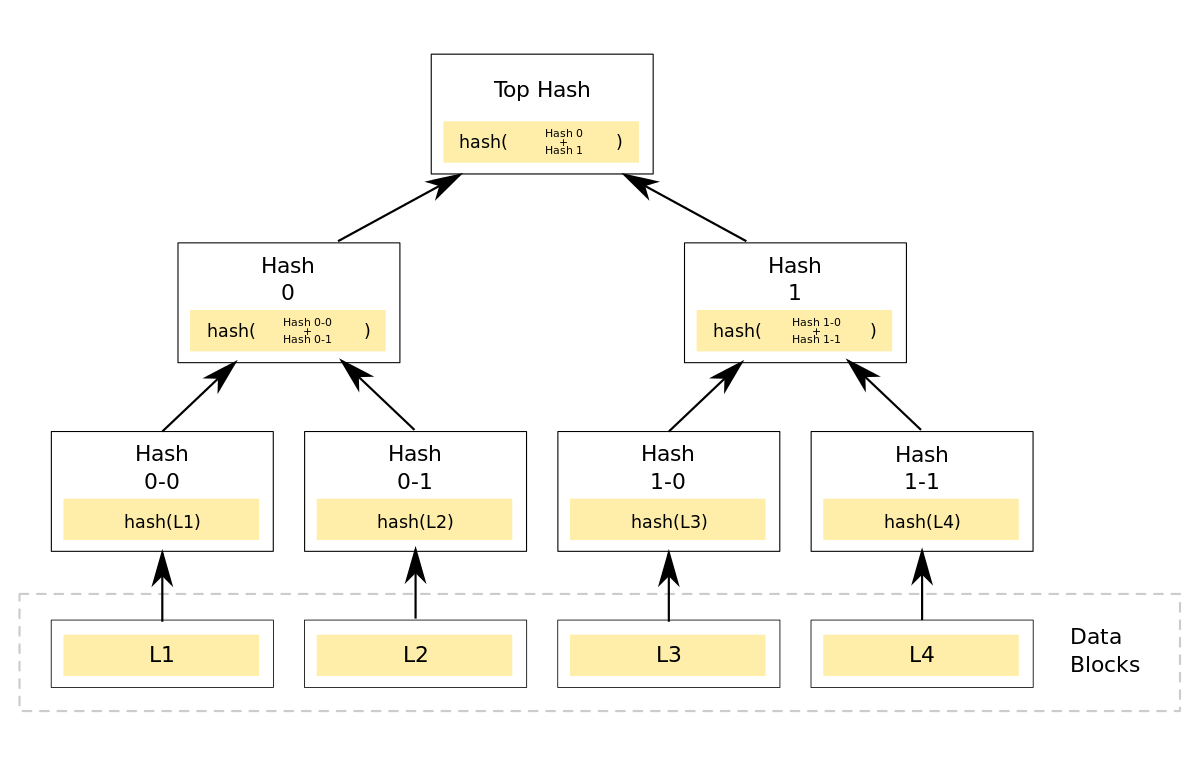 Top Hash
hash( Hash 0 + Hash 1 )
Hash
0
hash( Hash 0-0 + Hash 0-1 )
Hash
1
hash( Hash 1-0 + Hash 1-1 )
Hash
0-0
hash(L1)
Hash
0-1
hash(L2)
Hash
1-0
hash(L3)
Hash
1-1
hash(L4)
L1
L2
L3
L4
Data
Blocks